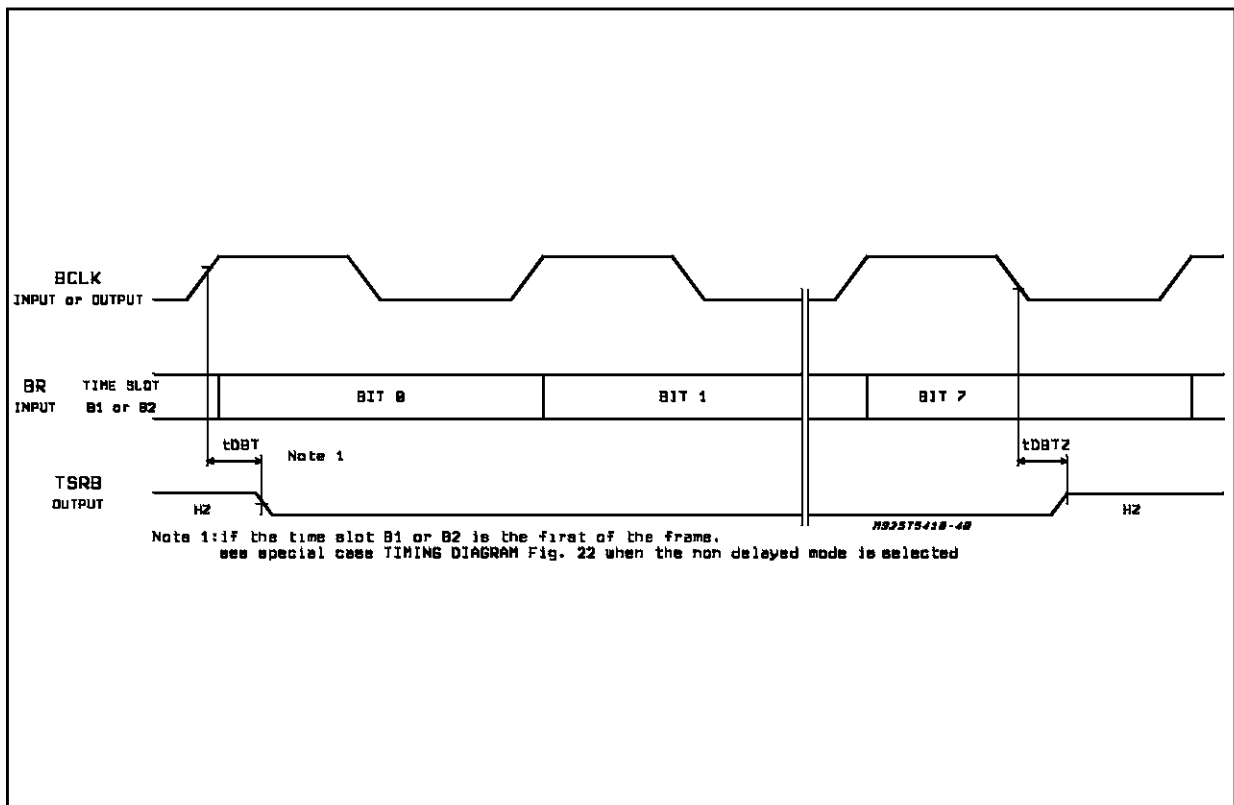 BCLK
INPUT or OUTPUT
BR TIME SLOT
INPUT B1 or B2
BIT 0
BIT 1
BIT 7
tDBT
Note 1
tDBTZ
TSRB
OUTPUT
HZ
HZ
M92ST5410-40
Note 1:if the time slot B1 or B2 is the first of the frame.
see special case TIMING DIAGRAM Fig. 22 when the non delayed mode is selected